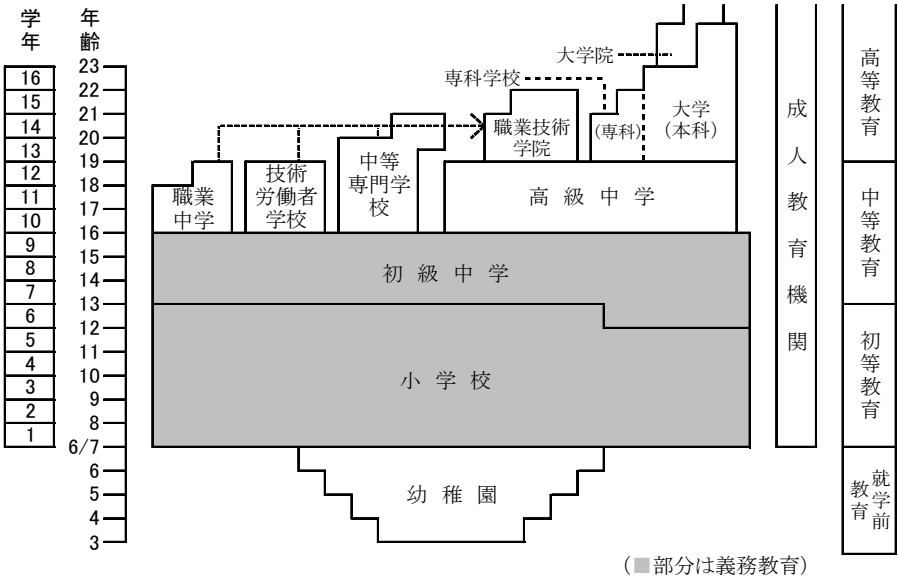 学年
年齢
16
15
14
13
12
11
10
9
8
7
6
5
4
3
2
1
23
22
21
20
19
18
17
16
15
14
13
12
11
10
9
8
6/7
6
5
4
3
大学院
専科学校
大学
(本科)
(専科)
職業技術
学院
中等
専門学
校
技術
労働者
学校
職業
中学
高級中学
初級中学
小学校
幼稚園
成人教育機関
高等教育
中等教育
初等教育
就学前
教育
(■部分は義務教育)